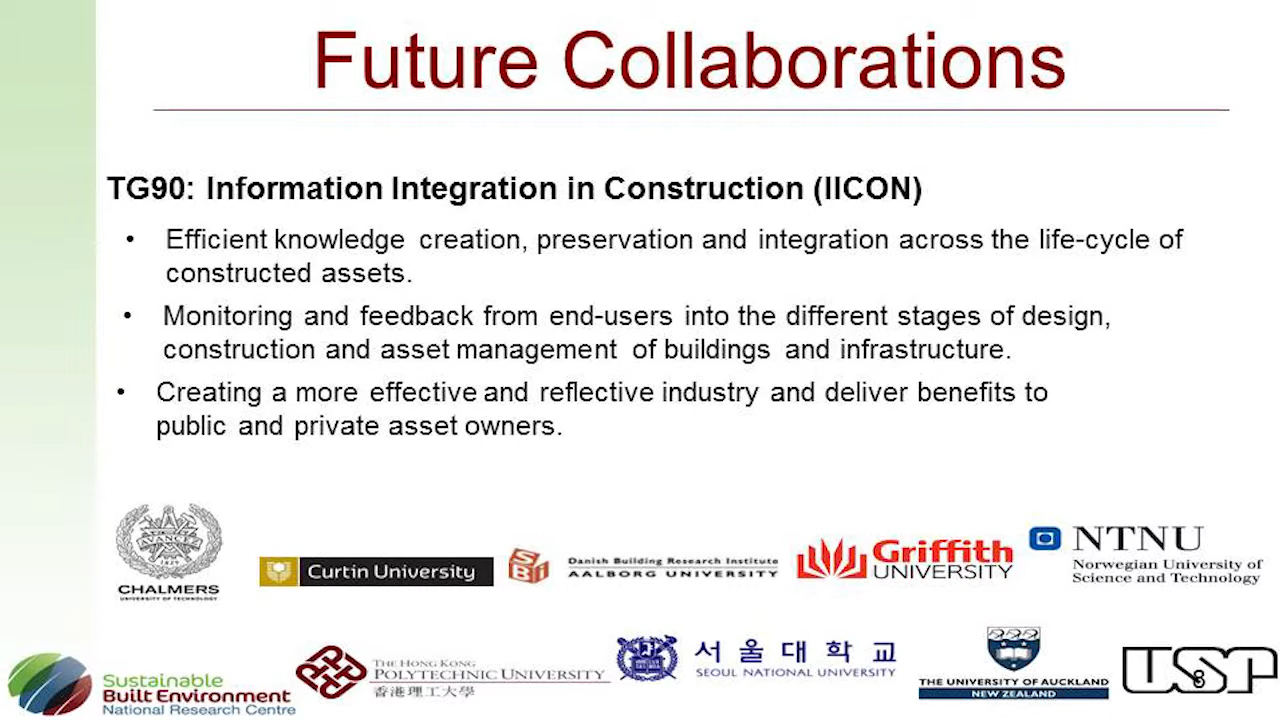 Future Collaborations
TG90: Information Integration in Construction (IICON)
• Efficient knowledge creation, preservation and integration across the life-cycle of
constructed assets.
• Monitoring and feedback from end-users into the different stages of design,
construction and asset management of buildings and infrastructure.
• Creating a more effective and reflective industry and deliver benefits to
public and private asset owners.
AVANCEZ
1829
CHALMERS
UNIVERSITY OF TECHNOLOGY
Curtin University
SBi
Danish Building Research Institute
AALBORG UNIVERSITY
Griffith
UNIVERSITY
NTNU
Norwegian University of
Science and Technology
Sustainable
Built Environment
National Research Centre
THE HONG KONG
POLYTECHNIC UNIVERSITY
香港理工大學
서울대학교
SEOUL NATIONAL UNIVERSITY
THE UNIVERSITY OF AUCKLAND
NEW ZEALAND
USP
8